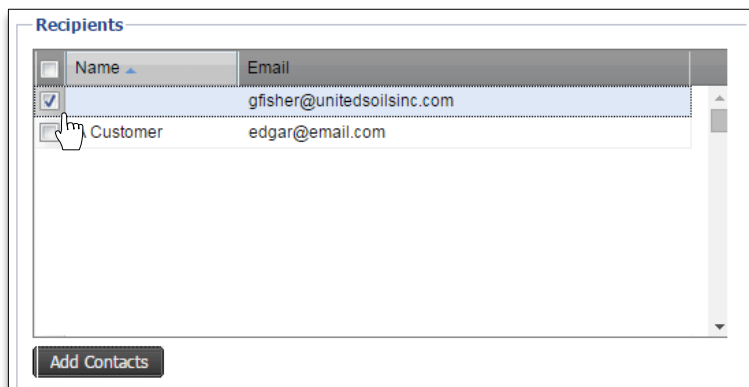 Recipients
Name Email
gfisher@unitedsoilsinc.com
A Customer edgar@email.com
Add Contacts